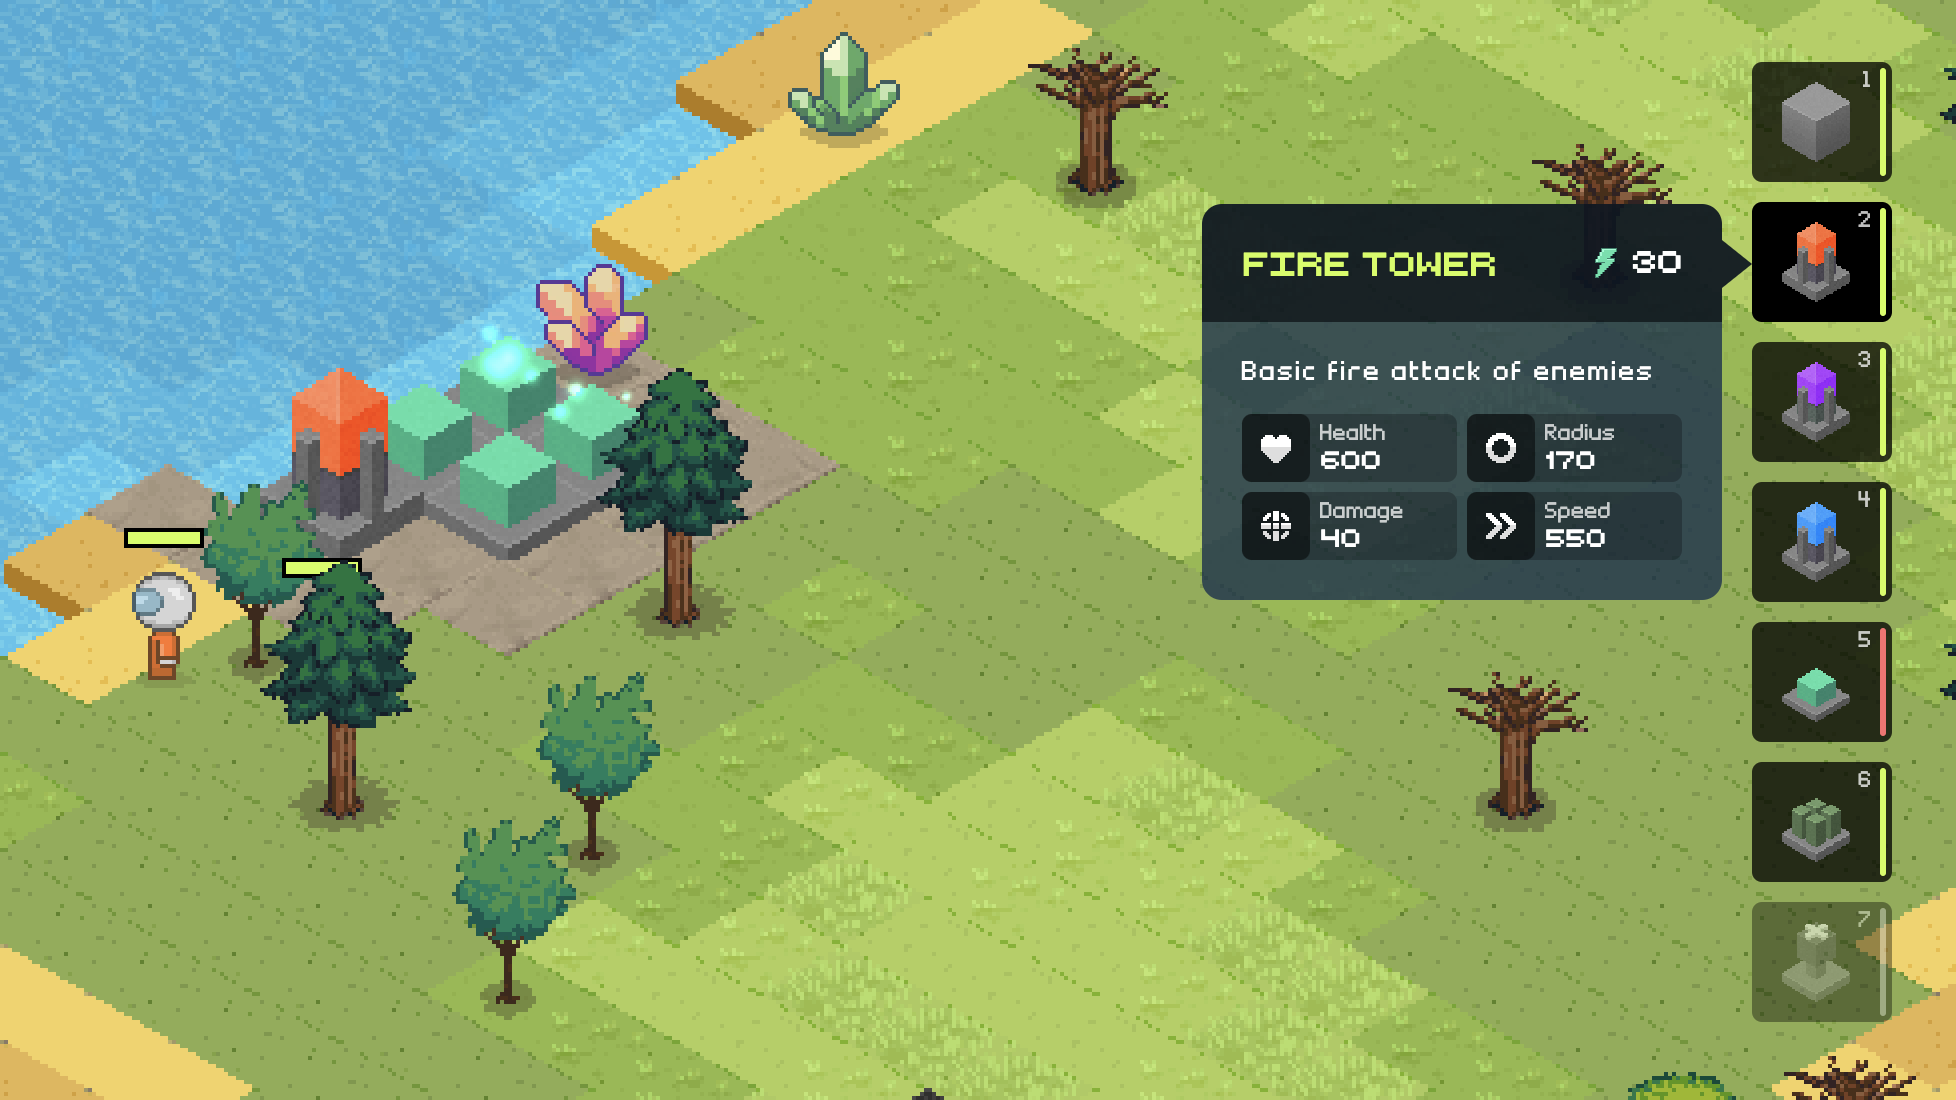 FIRE TOWER 30
Basic fire attack of enemies
Health Radius
600 170
Damage Speed
40 550
1
2
3
4
5
6
7